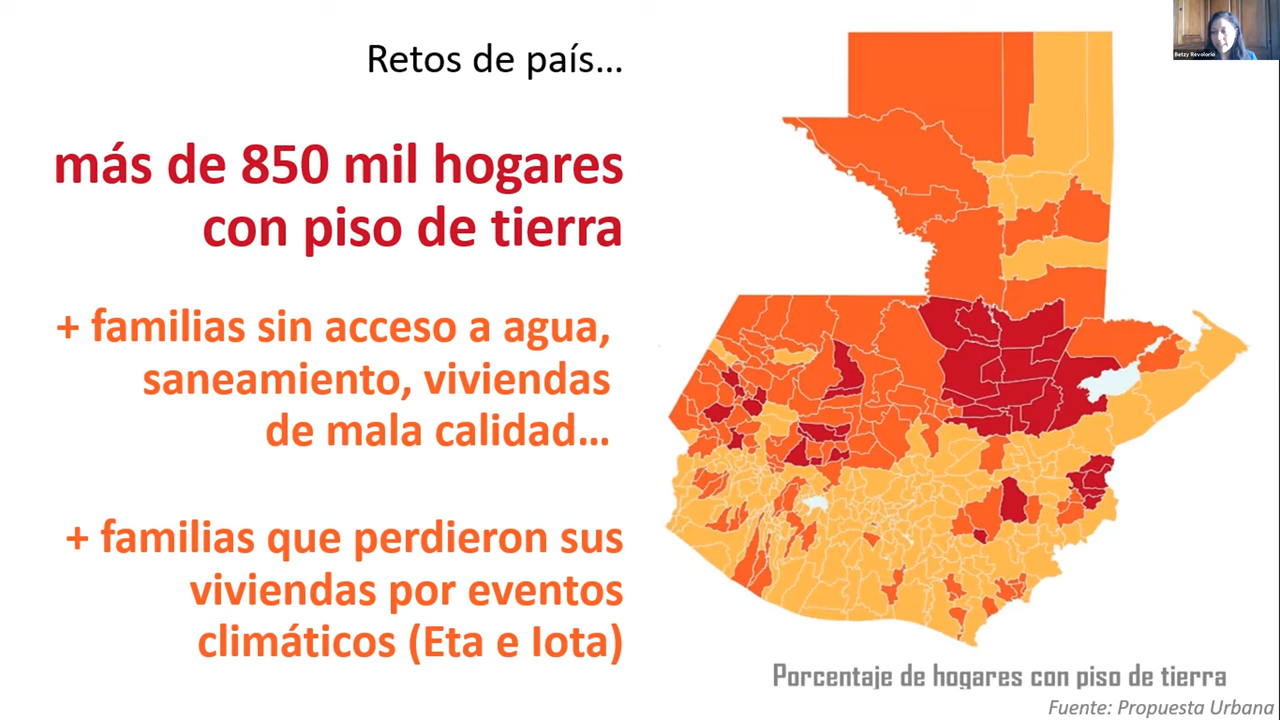 Retos de país...
más de 850 mil hogares
con piso de tierra
+ familias sin acceso a agua,
saneamiento, viviendas
de mala calidad...
+ familias que perdieron sus
viviendas por eventos
climáticos (Eta e Iota)
Betzy Revolorio
Porcentaje de hogares con piso de tierra
Fuente: Propuesta Urbana